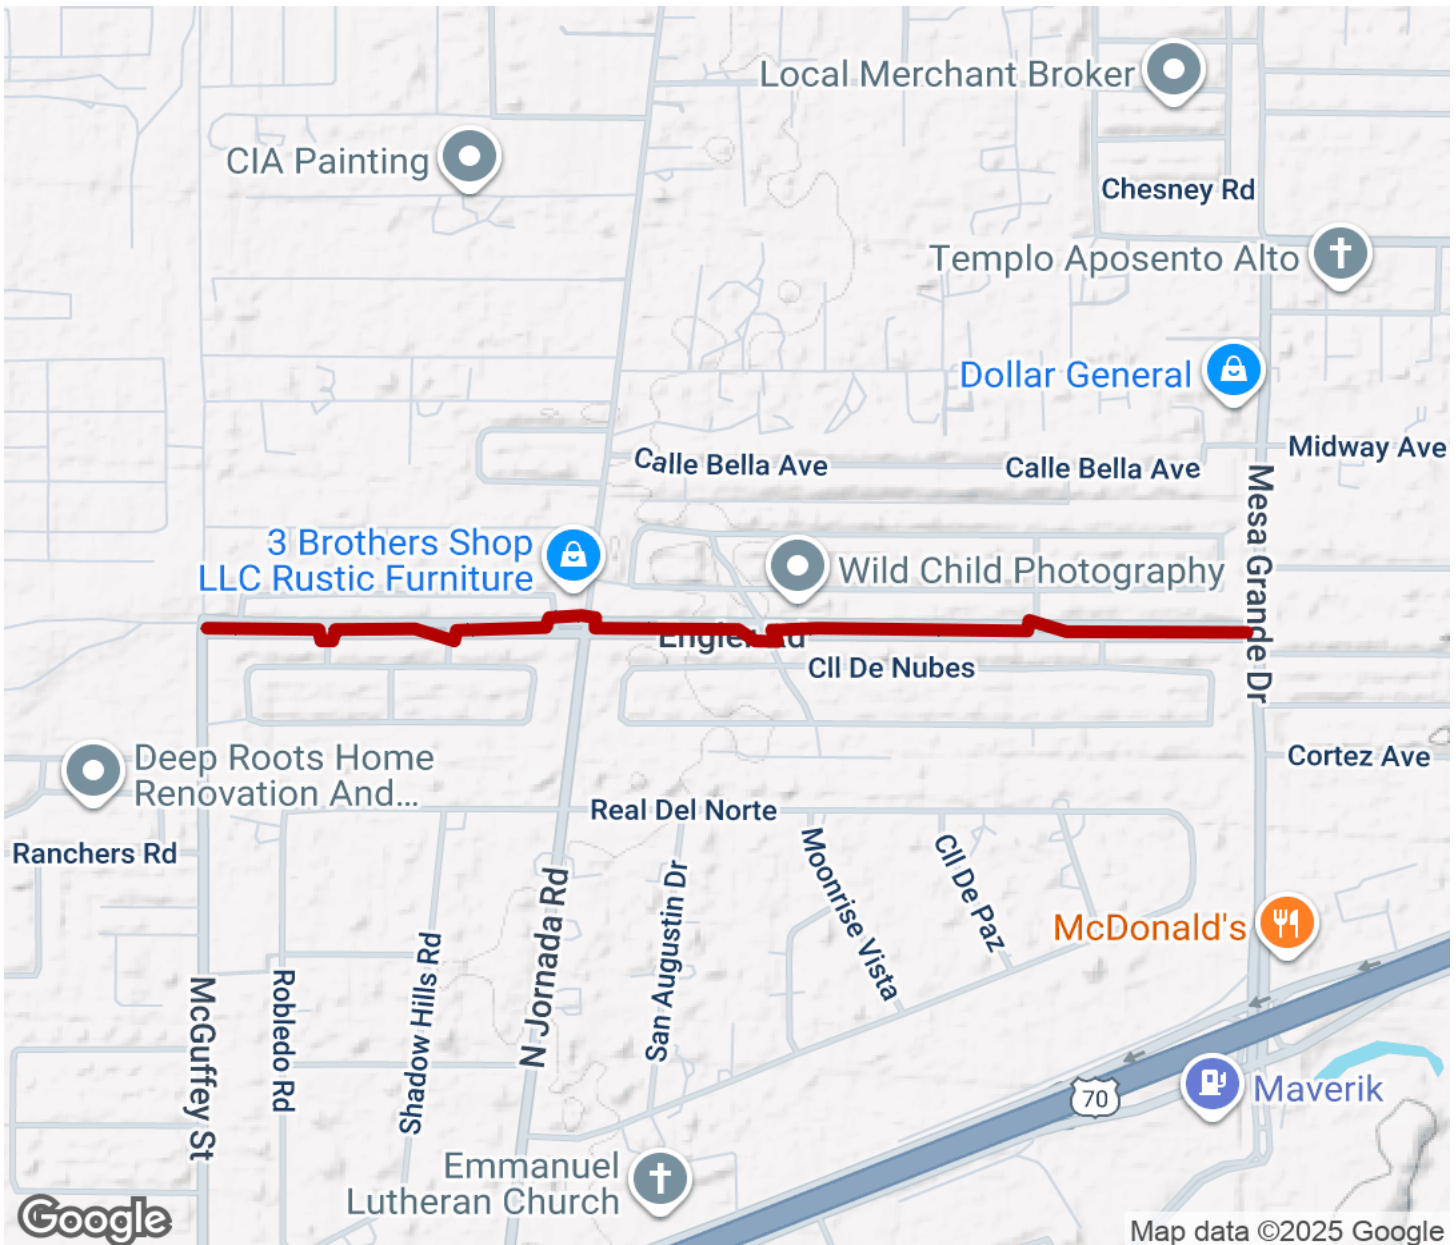 Local Merchant Broker
CIA Painting
Chesney Rd
Templo Aposento Alto
Dollar General
Midway Ave
Calle Bella Ave
Calle Bella Ave
Mesa Grande Dr
3 Brothers Shop
LLC Rustic Furniture
Wild Child Photography
Engler Rd
Cll De Nubes
Deep Roots Home
Renovation And...
Cortez Ave
Real Del Norte
Ranchers Rd
Moonrise Vista
Cll De Paz
San Augustin Dr
N Jornada Rd
McDonald's
Shadow Hills Rd
Robledo Rd
McGuffey St
70
Maverik
Emmanuel
Lutheran Church
Google
Map data ©2025 Google